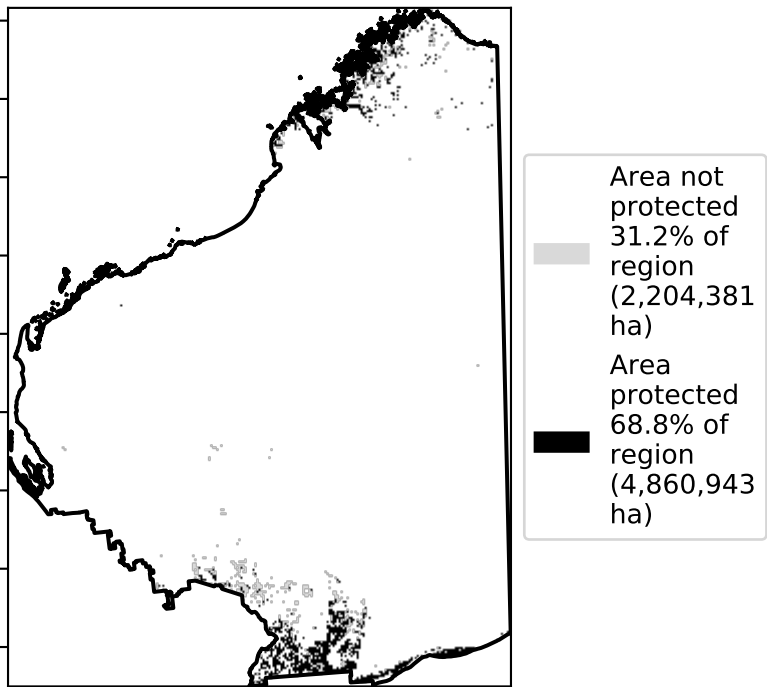 Area not
protected
31.2% of
region
(2,204,381
ha)
Area
protected
68.8% of
region
(4,860,943
ha)